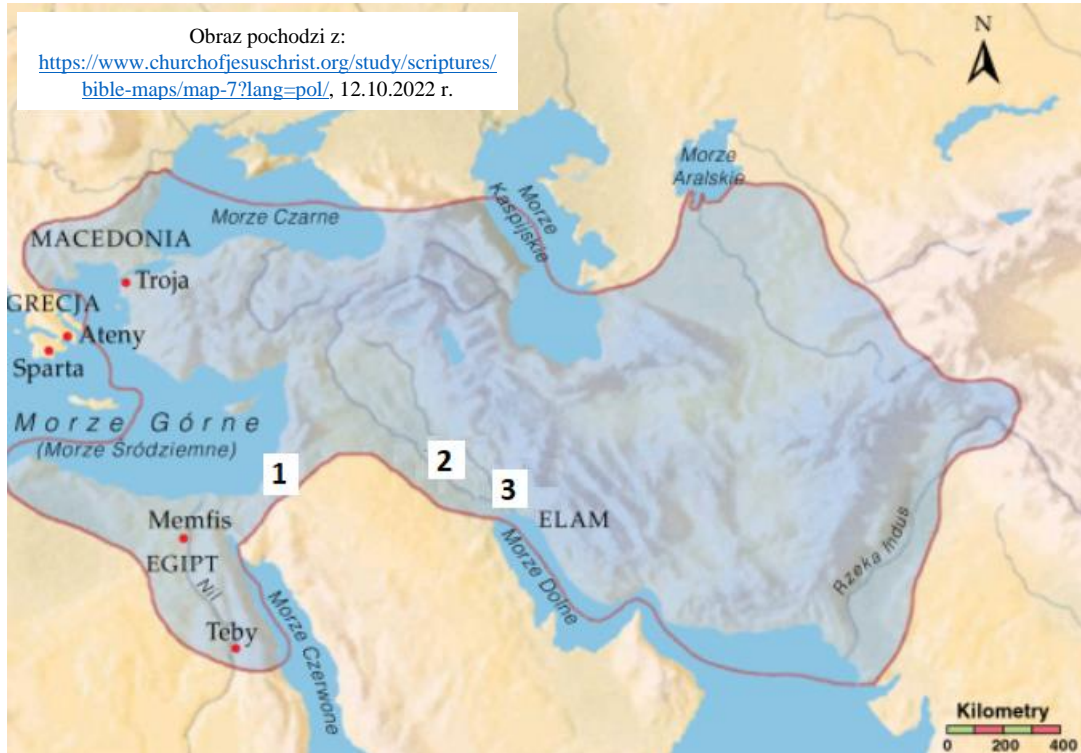 Obraz pochodzi z:
https://www.churchofjesuschrist.org/study/scriptures/
bible-maps/map-7?lang=pol/, 12.10.2022 r.
N
Morze
Aralskie
Morze
Kaspijskie
Morze Czarne
MACEDONIA
Troja
GRECJA
Ateny
Sparta
Morze Górne
(Morze Śródziemne)
1
2
3
ELAM
Memfis
EGIPT
Nil
Teby
Morze Czerwone
Morze Dolne
Rzeka Indus
Kilometry
0 200 400